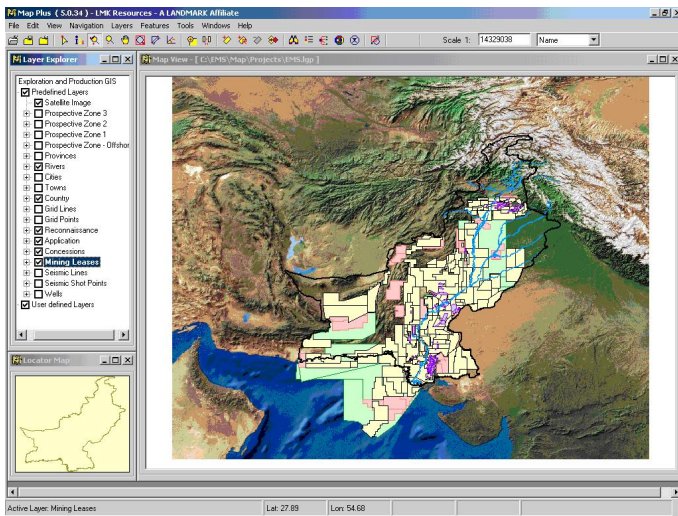 Map Plus ( 5.0.34 ) - LMK Resources - A LANDMARK Affiliate
File Edit View Navigation Layers Features Tools Windows Help
Scale 1: 14329038 Name
Layer Explorer
Map View - [ C:\EMS\Map\Projects\EMS.lqp ]
Exploration and Production GIS
Predefined Layers
Satellite Image
Prospective Zone 3
Prospective Zone 2
Prospective Zone 1
Prospective Zone - Offshor
Provinces
Rivers
Cities
Towns
Country
Grid Lines
Grid Points
Reconnaissance
Application
Concessions
Mining Leases
Seismic Lines
Seismic Shot Points
Wells
User defined Layers
Locator Map
Active Layer: Mining Leases Lat: 27.89 Lon: 54.68